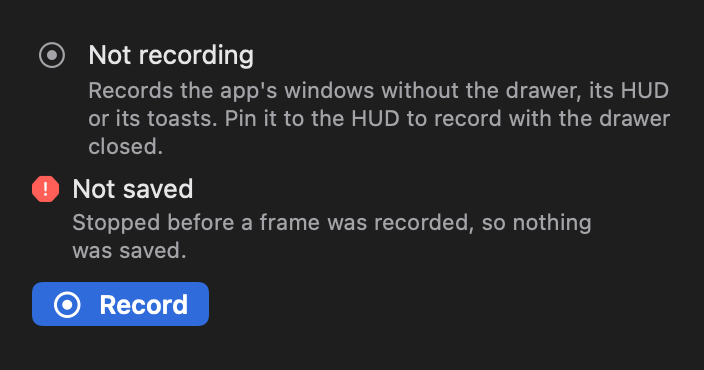 Not recording
Records the app's windows without the drawer, its HUD
or its toasts. Pin it to the HUD to record with the drawer
closed.
Not saved
Stopped before a frame was recorded, so nothing
was saved.
Record